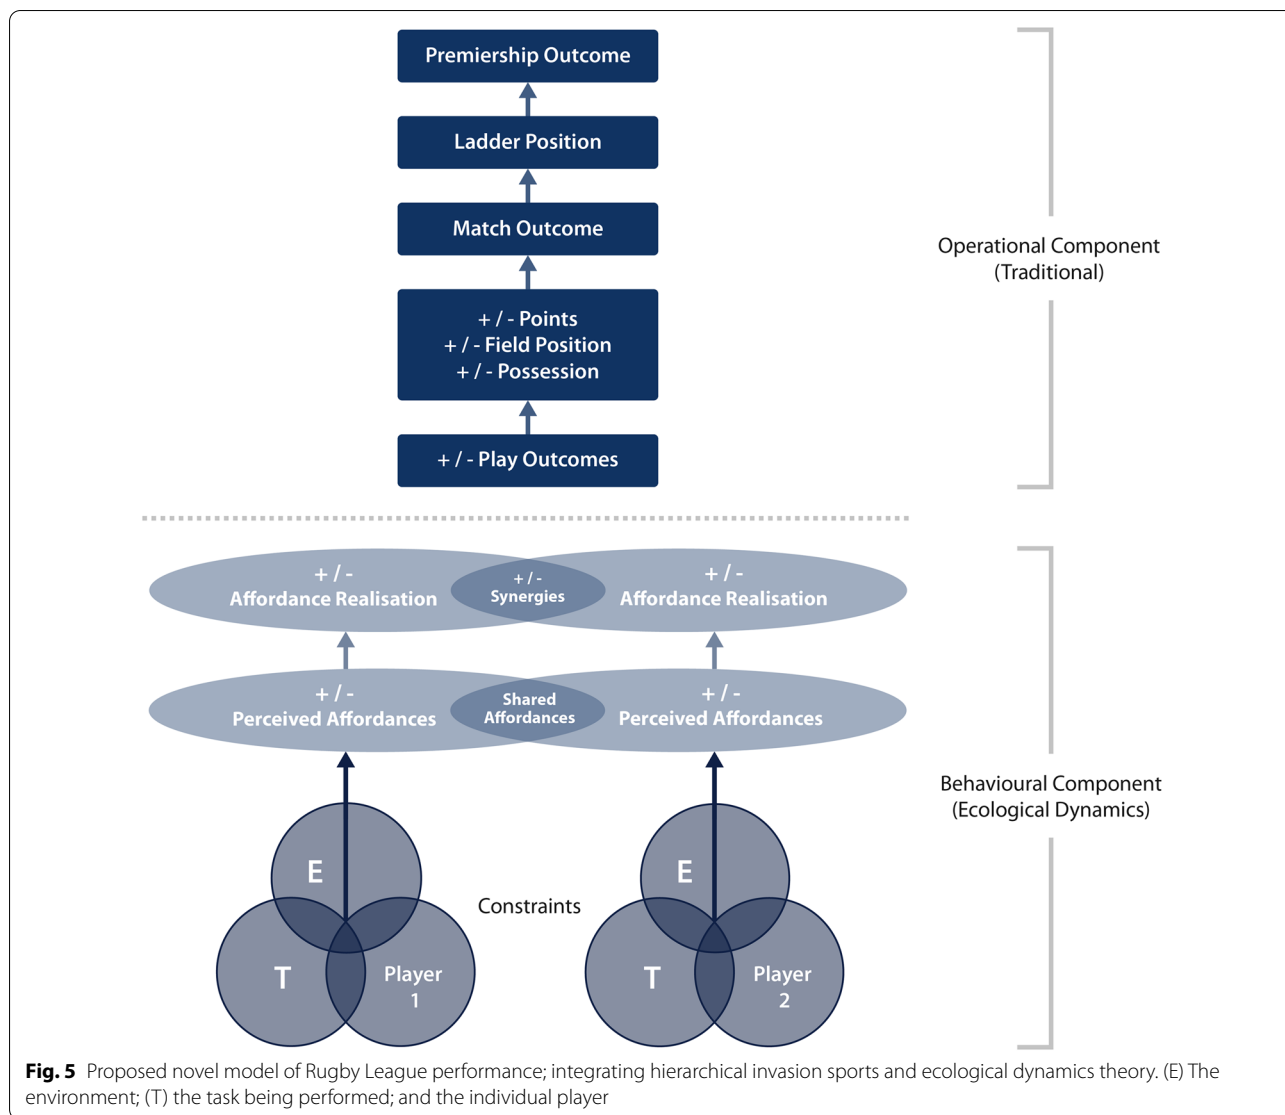 Premiership Outcome
Ladder Position
Match Outcome
+ / - Points
+ / - Field Position
+ / - Possession
+ / - Play Outcomes
Operational Component
(Traditional)
+ / -
Affordance Realisation
+ / -
Synergies
+ / -
Affordance Realisation
+ / -
Perceived Affordances
Shared
Affordances
+ / -
Perceived Affordances
Behavioural Component
(Ecological Dynamics)
E
T
Player
1
Constraints
E
T
Player
2
Fig. 5 Proposed novel model of Rugby League performance; integrating hierarchical invasion sports and ecological dynamics theory. (E) The
environment; (T) the task being performed; and the individual player